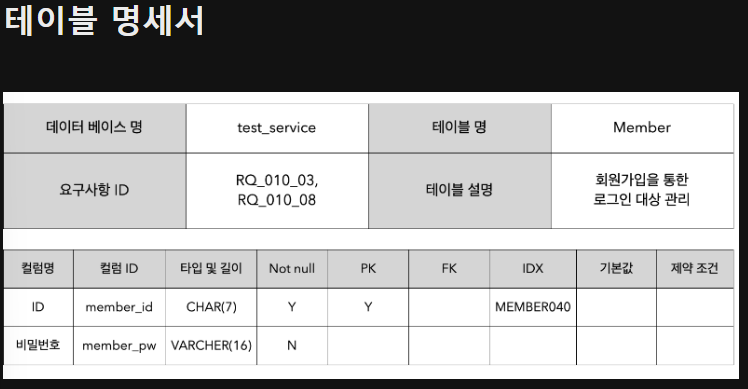 테이블 명세서
데이터 베이스 명 test_service 테이블 명 Member
요구사항 ID RQ_010_03, RQ_010_08 테이블 설명 회원가입을 통한 로그인 대상 관리
컬럼명 컬럼 ID 타입 및 길이 Not null PK FK IDX 기본값 제약 조건
ID member_id CHAR(7) Y Y MEMBER040
비밀번호 member_pw VARCHER(16) N